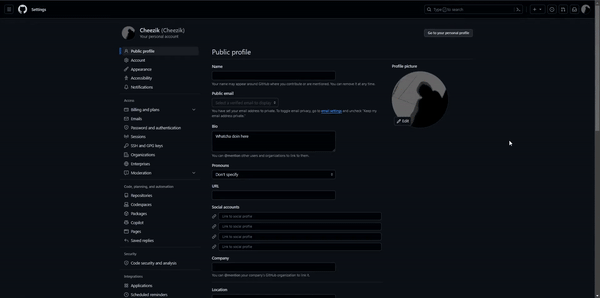 Settings
Type / to search
Cheezik (Cheezik)
Your personal account
Go to your personal profile
Public profile
Account
Appearance
Accessibility
Notifications
Access
Billing and plans
Emails
Password and authentication
Sessions
SSH and GPG keys
Organizations
Enterprises
Moderation
Code, planning, and automation
Repositories
Codespaces
Packages
Copilot
Pages
Saved replies
Security
Code security and analysis
Integrations
Applications
Scheduled reminders
Public profile
Name
Your name may appear around GitHub where you contribute or are mentioned. You can remove it at any time.
Public email
Select a verified email to display
You have set your email address to private. To toggle email privacy, go to email settings and uncheck "Keep my
email address private."
Bio
Whatcha doin here
You can @mention other users and organizations to link to them.
Pronouns
Don't specify
URL
Social accounts
Link to social profile
Link to social profile
Link to social profile
Link to social profile
Company
You can @mention your company's GitHub organization to link it.
Location
Profile picture
Edit